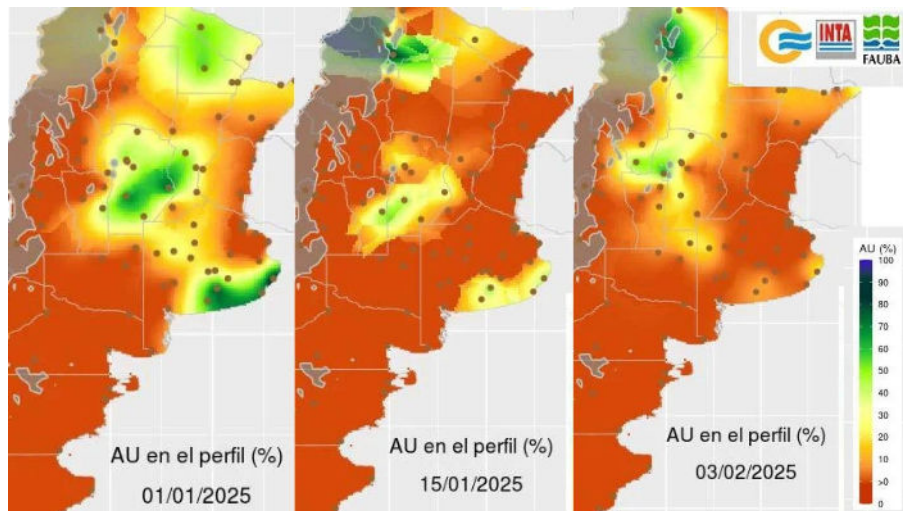 INTA
FAUBA
AU en el perfil (%)
01/01/2025
AU en el perfil (%)
15/01/2025
AU en el perfil (%)
03/02/2025
AU (%)
100
90
80
70
60
50
40
30
20
10
>0
0